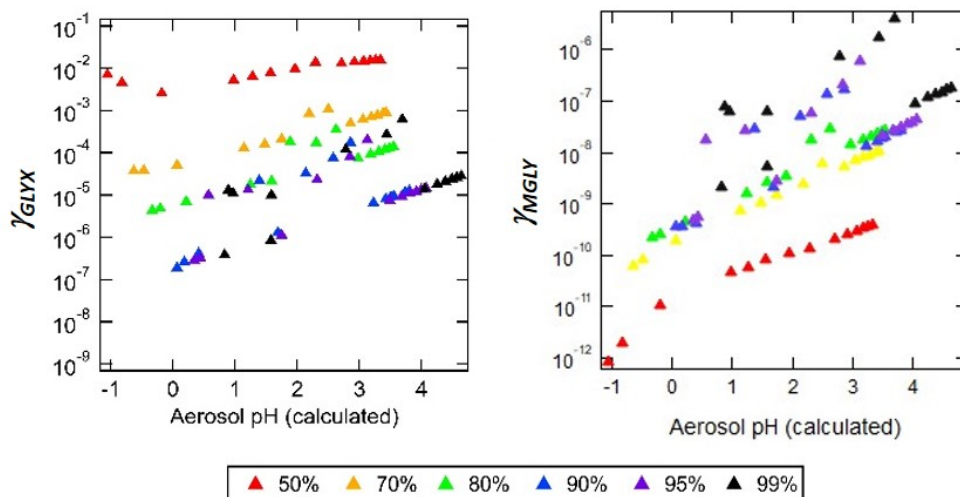 γGLYX
10⁻¹
10⁻²
10⁻³
10⁻⁴
10⁻⁵
10⁻⁶
10⁻⁷
10⁻⁸
10⁻⁹
-1 0 1 2 3 4
Aerosol pH (calculated)
γMGLY
10⁻⁶
10⁻⁷
10⁻⁸
10⁻⁹
10⁻¹⁰
10⁻¹¹
10⁻¹²
-1 0 1 2 3 4
Aerosol pH (calculated)
50% 70% 80% 90% 95% 99%